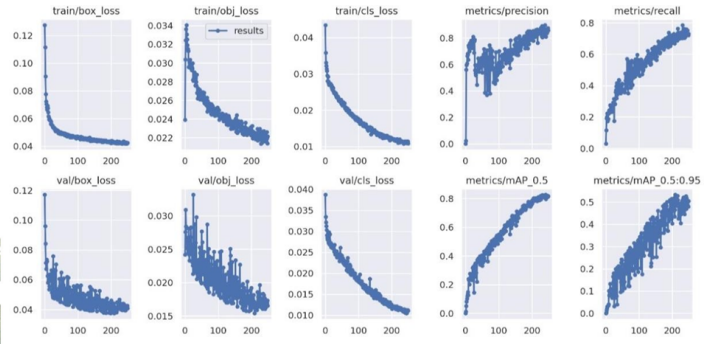 train/box_loss
train/obj_loss
train/cls_loss
metrics/precision
metrics/recall
0.12
0.10
0.08
0.06
0.04
0 100 200
0.034
0.032
0.030
0.028
0.026
0.024
0.022
results
0 100 200
0.04
0.03
0.02
0.01
0 100 200
0.8
0.6
0.4
0.2
0.0
0 100 200
0.8
0.6
0.4
0.2
0.0
0 100 200
val/box_loss
val/obj_loss
val/cls_loss
metrics/mAP_0.5
metrics/mAP_0.5:0.95
0.12
0.10
0.08
0.06
0.04
0 100 200
0.030
0.025
0.020
0.015
0 100 200
0.040
0.035
0.030
0.025
0.020
0.015
0.010
0 100 200
0.8
0.6
0.4
0.2
0.0
0 100 200
0.5
0.4
0.3
0.2
0.1
0.0
0 100 200